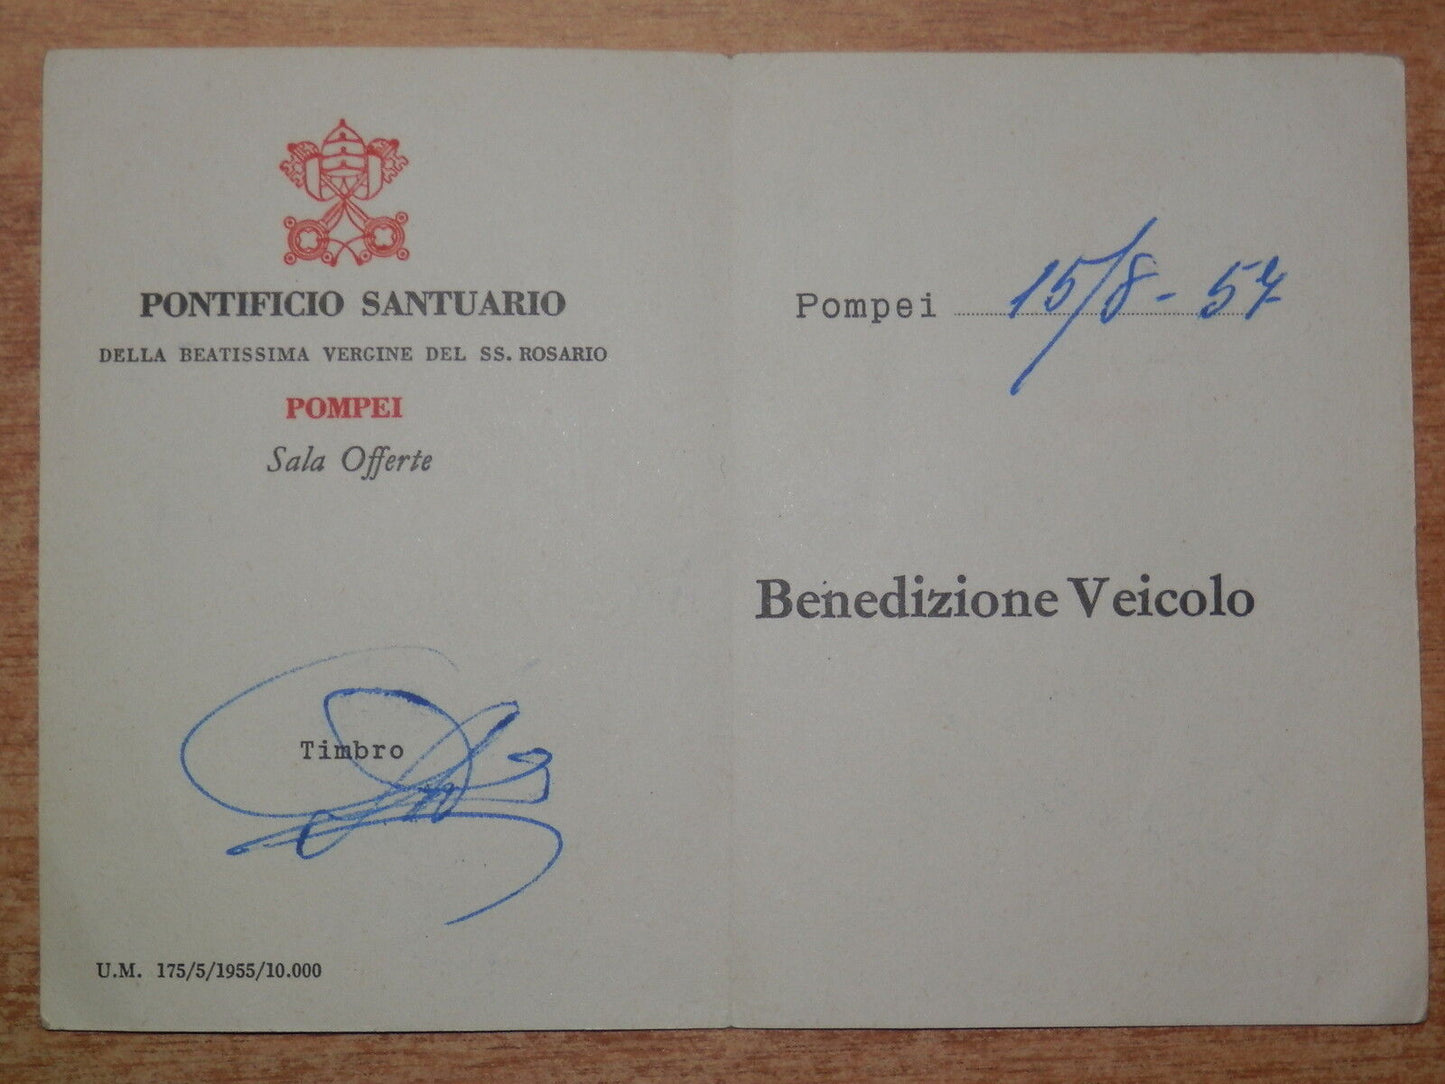 PONTIFICIO SANTUARIO
DELLA BEATISSIMA VERGINE DEL SS. ROSARIO
POMPEI
Sala Offerte
Timbro
U.M. 175/5/1955/10.000
Pompei 15/8-57
Benedizione Veicolo